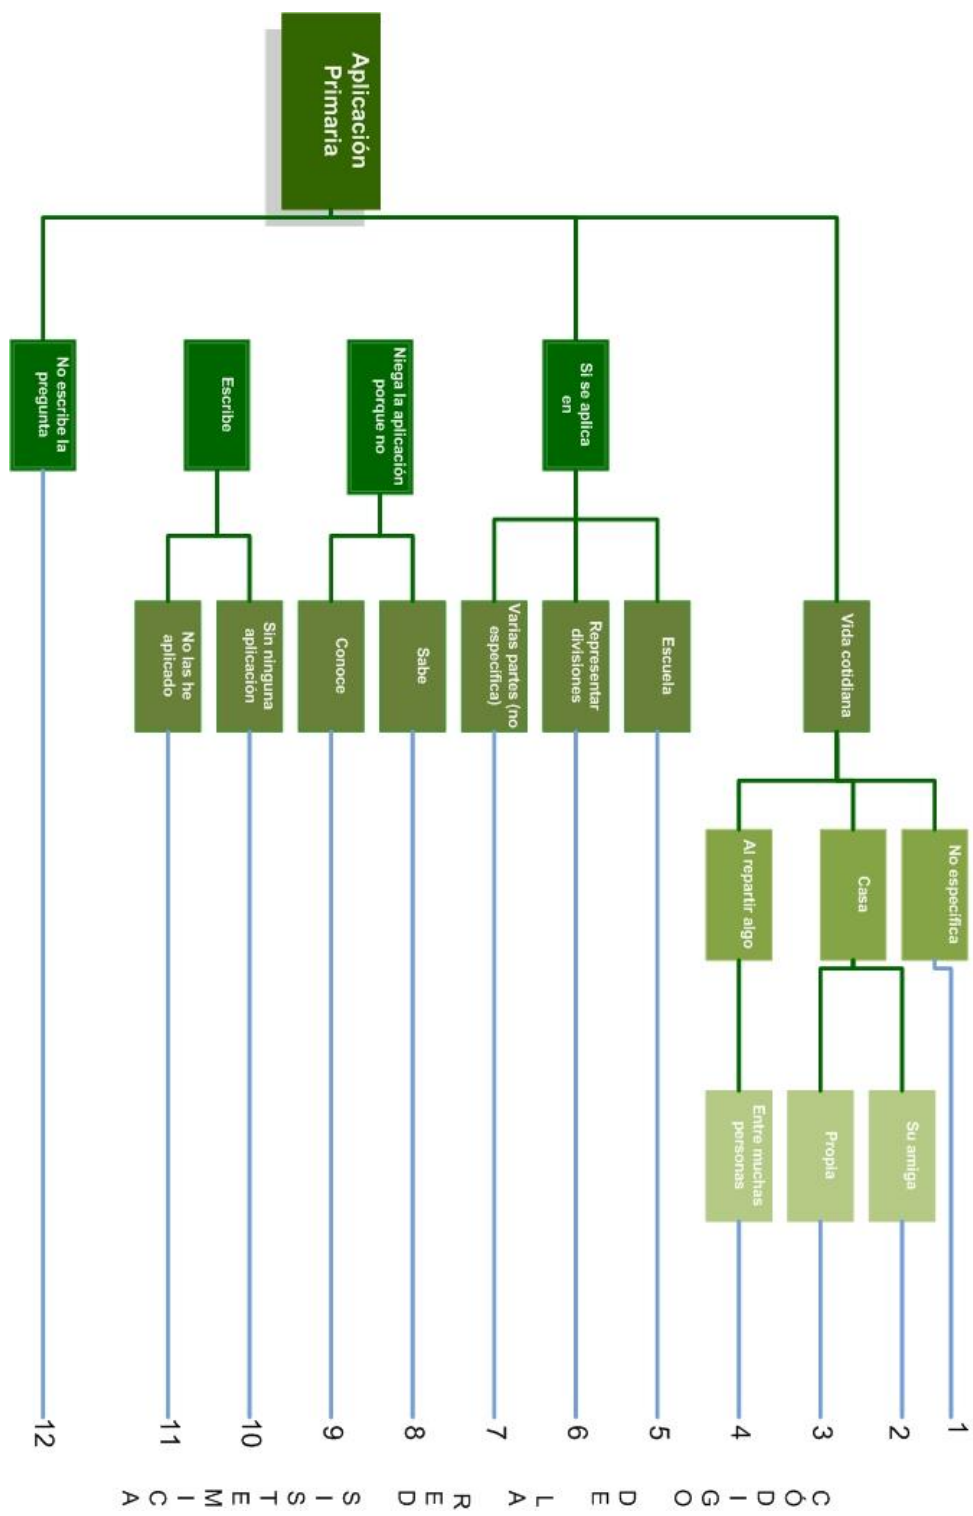 Aplicación
Primaria
Vida cotidiana
No especifica
Casa
Su amiga
Propia
Al repartir algo
Entre muchas
personas
Si se aplica
en
Escuela
Representar
divisiones
Varias partes (no
especifica)
Niega la aplicación
porque no
Sabe
Conoce
Escribe
Sin ninguna
aplicación
No las he
aplicado
No escribe la
pregunta
1
2
3
4
5
6
7
8
9
10
11
12
CÓDIGO DE LA RED SISTEMICA